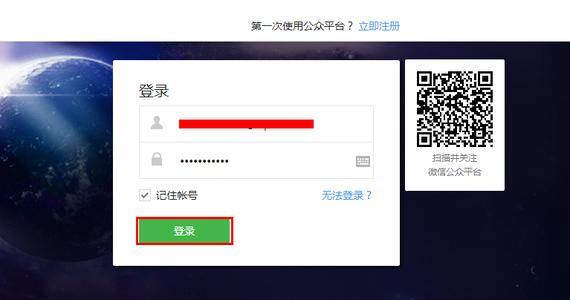 第一次使用公众平台？ 立即注册
登录
•••••••••••
记住帐号 无法登录？
登录
扫描并关注
微信公众平台